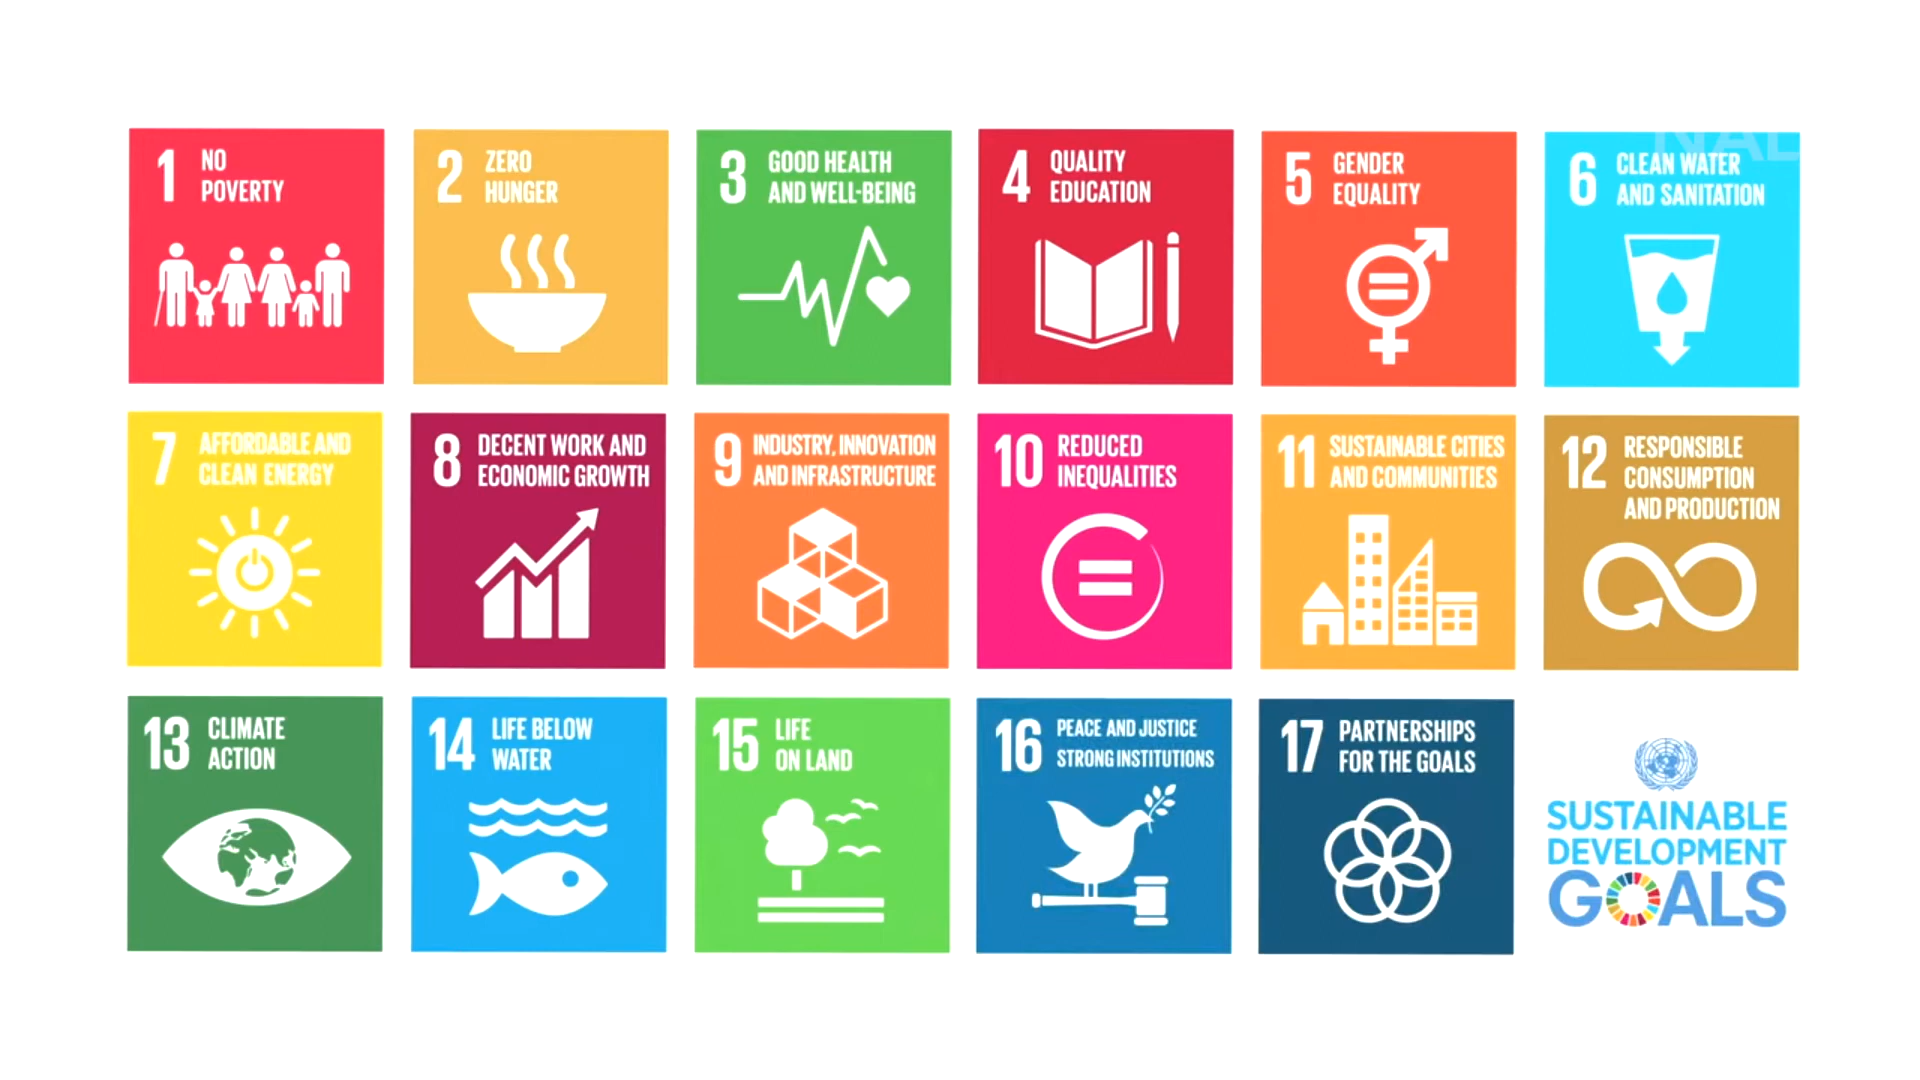 1 NO
POVERTY
2 ZERO
HUNGER
3 GOOD HEALTH
AND WELL-BEING
4 QUALITY
EDUCATION
5 GENDER
EQUALITY
6 CLEAN WATER
AND SANITATION
7 AFFORDABLE AND
CLEAN ENERGY
8 DECENT WORK AND
ECONOMIC GROWTH
9 INDUSTRY, INNOVATION
AND INFRASTRUCTURE
10 REDUCED
INEQUALITIES
11 SUSTAINABLE CITIES
AND COMMUNITIES
12 RESPONSIBLE
CONSUMPTION
AND PRODUCTION
13 CLIMATE
ACTION
14 LIFE BELOW
WATER
15 LIFE
ON LAND
16 PEACE AND JUSTICE
STRONG INSTITUTIONS
17 PARTNERSHIPS
FOR THE GOALS
SUSTAINABLE
DEVELOPMENT
GOALS